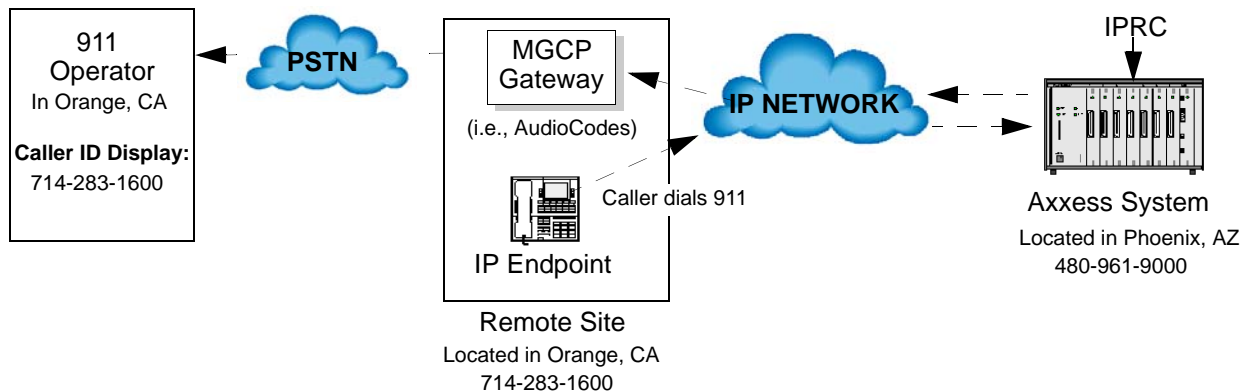 911
Operator
In Orange, CA
Caller ID Display:
714-283-1600
PSTN
MGCP
Gateway
(i.e., AudioCodes)
Caller dials 911
IP Endpoint
Remote Site
Located in Orange, CA
714-283-1600
IP NETWORK
IPRC
Axxess System
Located in Phoenix, AZ
480-961-9000